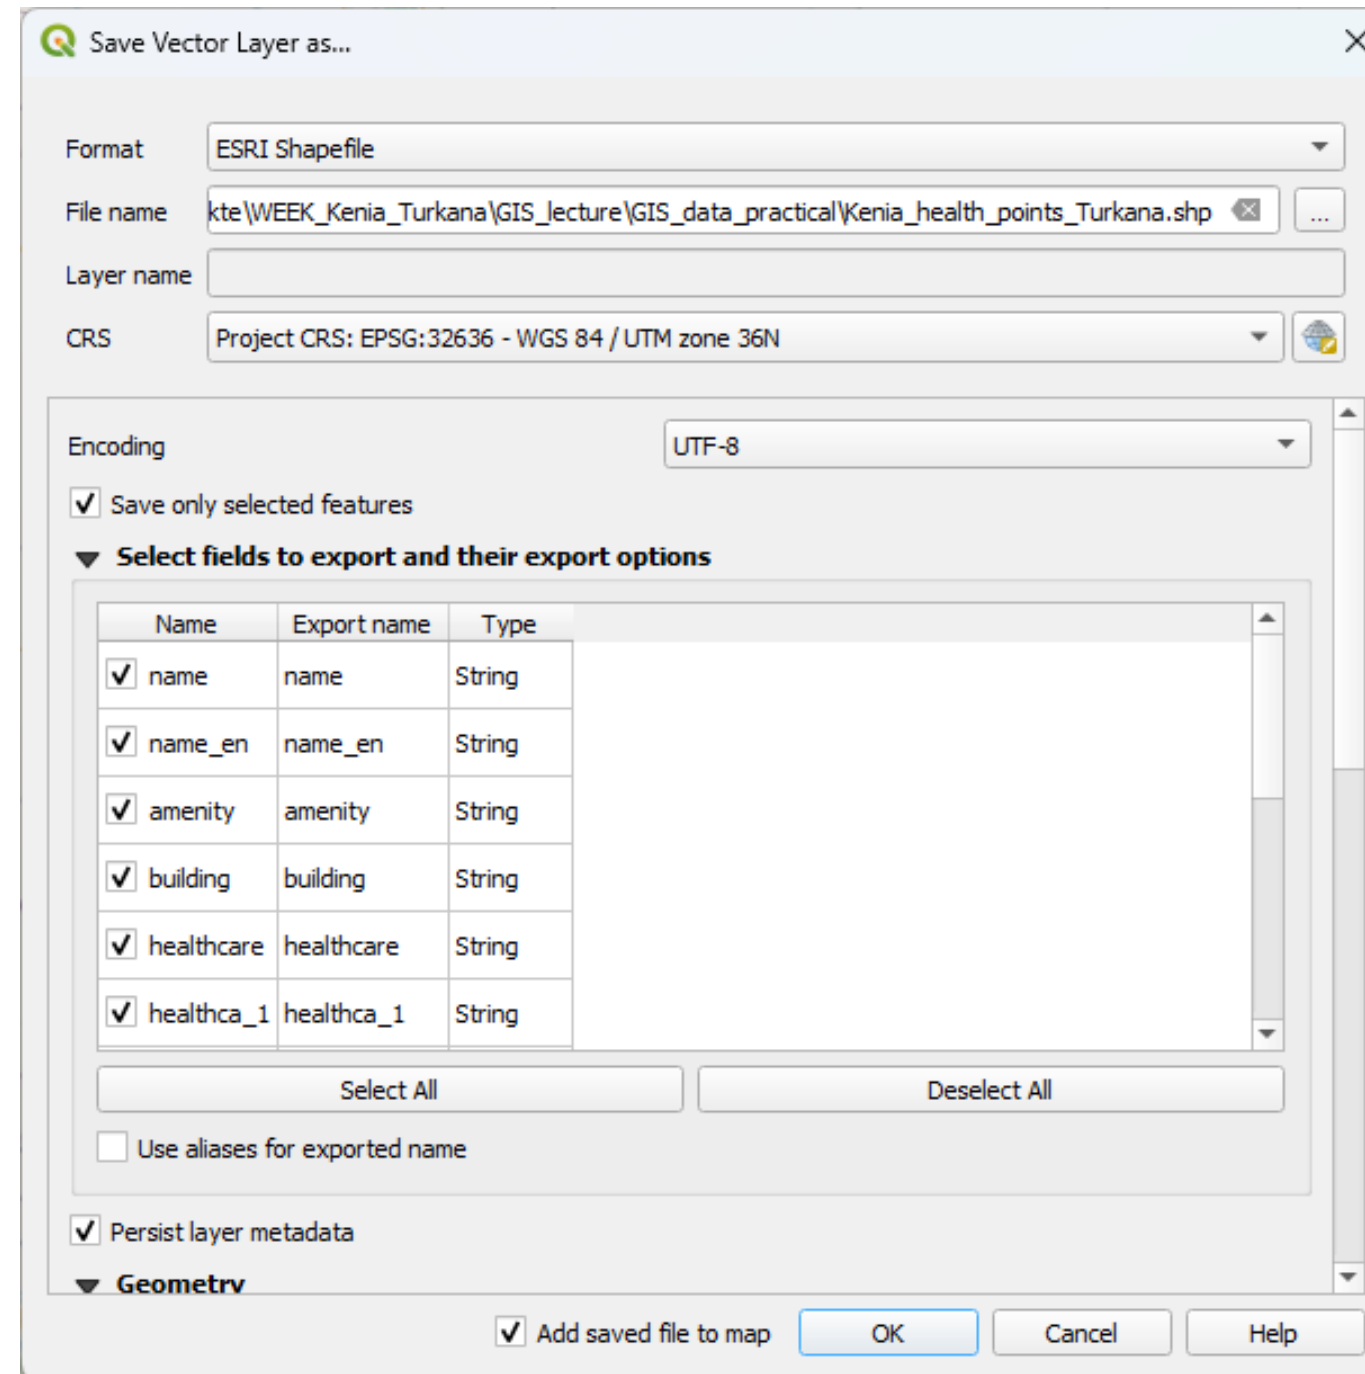 Save Vector Layer as...
Format ESRI Shapefile
File name kte\WEEK_Kenia_Turkana\GIS_lecture\GIS_data_practical\Kenia_health_points_Turkana.shp ...
Layer name
CRS Project CRS: EPSG:32636 - WGS 84 / UTM zone 36N
Encoding UTF-8
Save only selected features
Select fields to export and their export options
Name Export name Type
name name String
name_en name_en String
amenity amenity String
building building String
healthcare healthcare String
healthca_1 healthca_1 String
Select All Deselect All
Use aliases for exported name
Persist layer metadata
Geometry
Add saved file to map OK Cancel Help